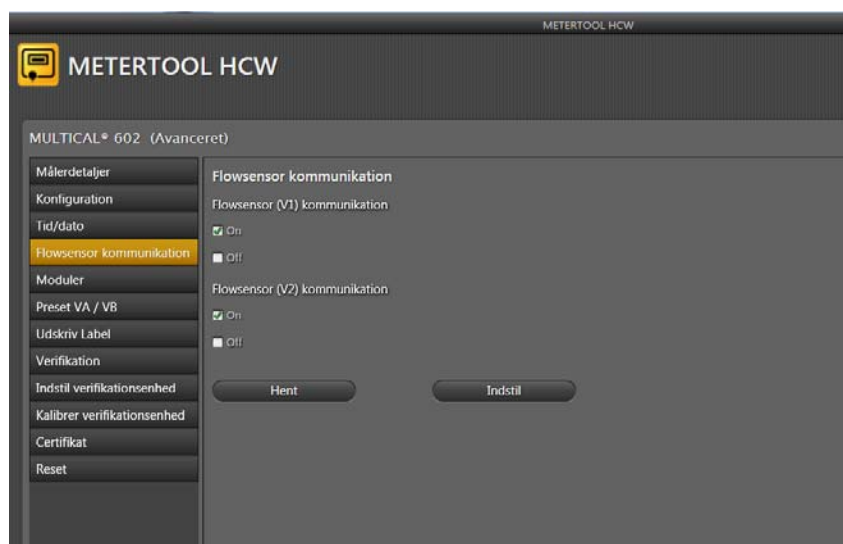 METERTOOL HCW
METERTOOL HCW
MULTICAL® 602 (Avanceret)
Målerdetaljer
Konfiguration
Tid/dato
Flowsensor kommunikation
Moduler
Preset VA / VB
Udskriv Label
Verifikation
Indstil verifikationsenhed
Kalibrer verifikationsenhed
Certifikat
Reset
Flowsensor kommunikation
Flowsensor (V1) kommunikation
On
Off
Flowsensor (V2) kommunikation
On
Off
Hent
Indstil